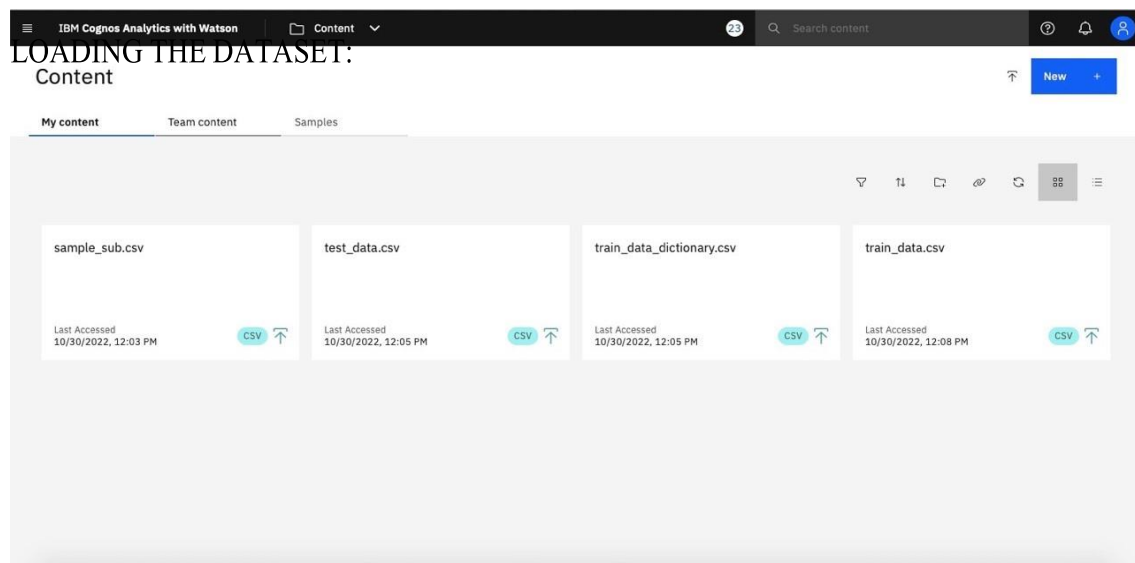 IBM Cognos Analytics with Watson Content 23 Search content
LOADING THE DATASET:
Content New +
My content Team content Samples
sample_sub.csv test_data.csv train_data_dictionary.csv train_data.csv
Last Accessed Last Accessed Last Accessed Last Accessed
10/30/2022, 12:03 PM CSV 10/30/2022, 12:05 PM CSV 10/30/2022, 12:05 PM CSV 10/30/2022, 12:08 PM CSV